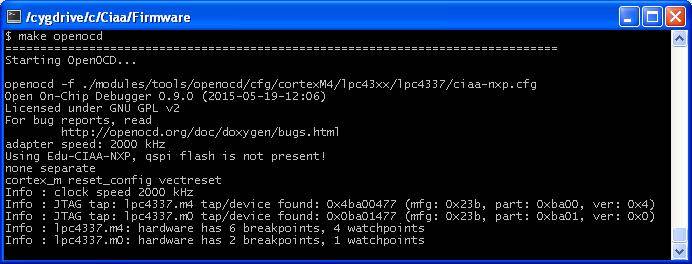 /cygdrive/c/Ciaa/Firmware
$ make openocd
===============================================================================
Starting OpenOCD...
openocd -f ./modules/tools/openocd/cfg/cortexM4/lpc43xx/lpc4337/ciaa-nxp.cfg
Open On-Chip Debugger 0.9.0 (2015-05-19-12:06)
Licensed under GNU GPL v2
For bug reports, read
http://openocd.org/doc/doxygen/bugs.html
adapter speed: 2000 kHz
Using Edu-CIAA-NXP, qspi flash is not present!
none separate
cortex_m reset_config vectreset
Info : clock speed 2000 kHz
Info : JTAG tap: lpc4337.m4 tap/device found: 0x4ba00477 (mfg: 0x23b, part: 0xba00, ver: 0x4)
Info : JTAG tap: lpc4337.m0 tap/device found: 0x0ba01477 (mfg: 0x23b, part: 0xba01, ver: 0x0)
Info : lpc4337.m4: hardware has 6 breakpoints, 4 watchpoints
Info : lpc4337.m0: hardware has 2 breakpoints, 1 watchpoints